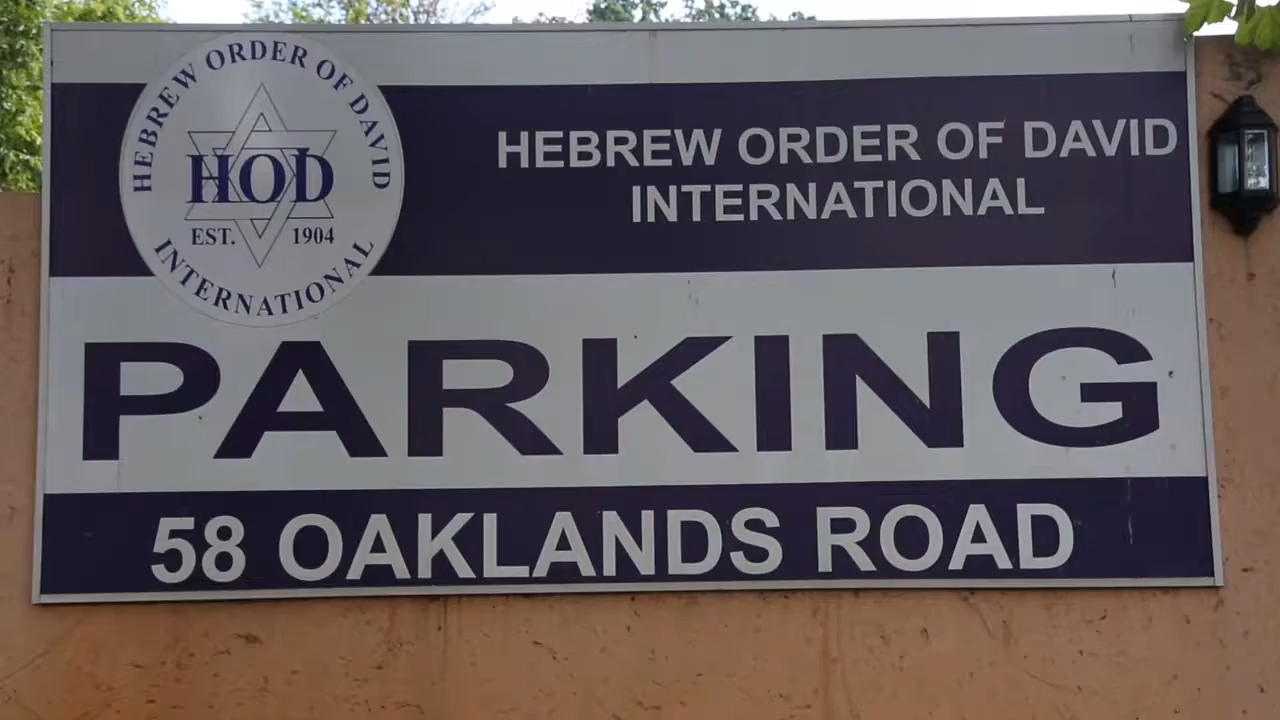 HEBREW ORDER OF DAVID
HOD
EST. 1904
INTERNATIONAL
HEBREW ORDER OF DAVID
INTERNATIONAL
PARKING
58 OAKLANDS ROAD